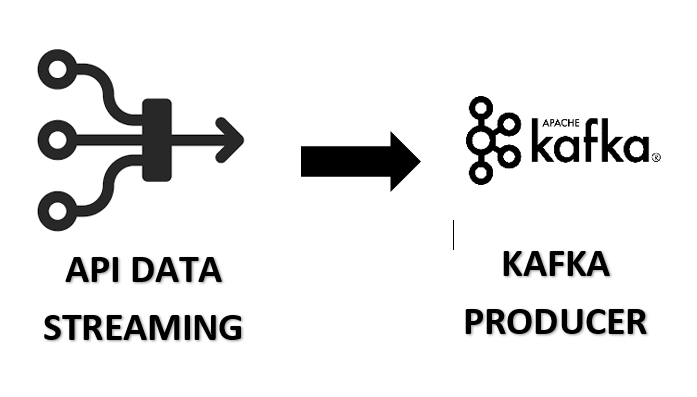 APACHE
kafka®
API DATA
STREAMING
KAFKA
PRODUCER